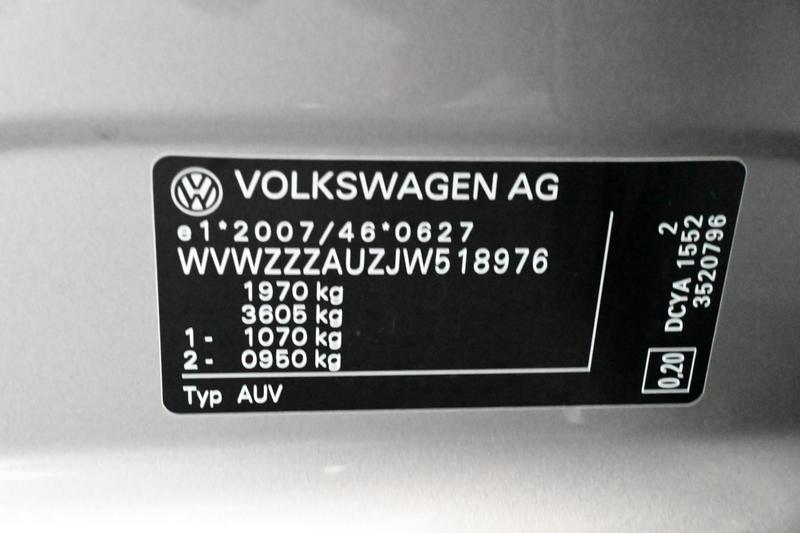 VOLKSWAGEN AG
e1*2007/46*0627
WVWZZZAUZJW518976
1970 kg
3605 kg
1- 1070 kg
2- 0950 kg
Typ AUV
2
DCYA 1552
3520796
0,20